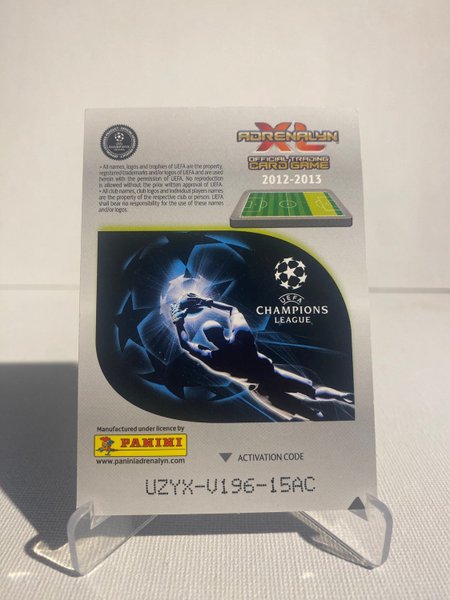 ADRENALYN
XL
OFFICIAL TRADING
CARD GAME
2012-2013
• All names, logos and trophies of UEFA are the property,
registered trademarks and/or logos of UEFA and are used
herein with the permission of UEFA. No reproduction
is allowed without the prior written approval of UEFA.
• All club names, club logos and individual players names
are the property of the respective club or person. UEFA
shall bear no responsibility for the use of these names
and/or logos.
UEFA
CHAMPIONS
LEAGUE
Manufactured under licence by
PANINI
www.paniniadrenalyn.com
ACTIVATION CODE
UZYX-V196-15AC